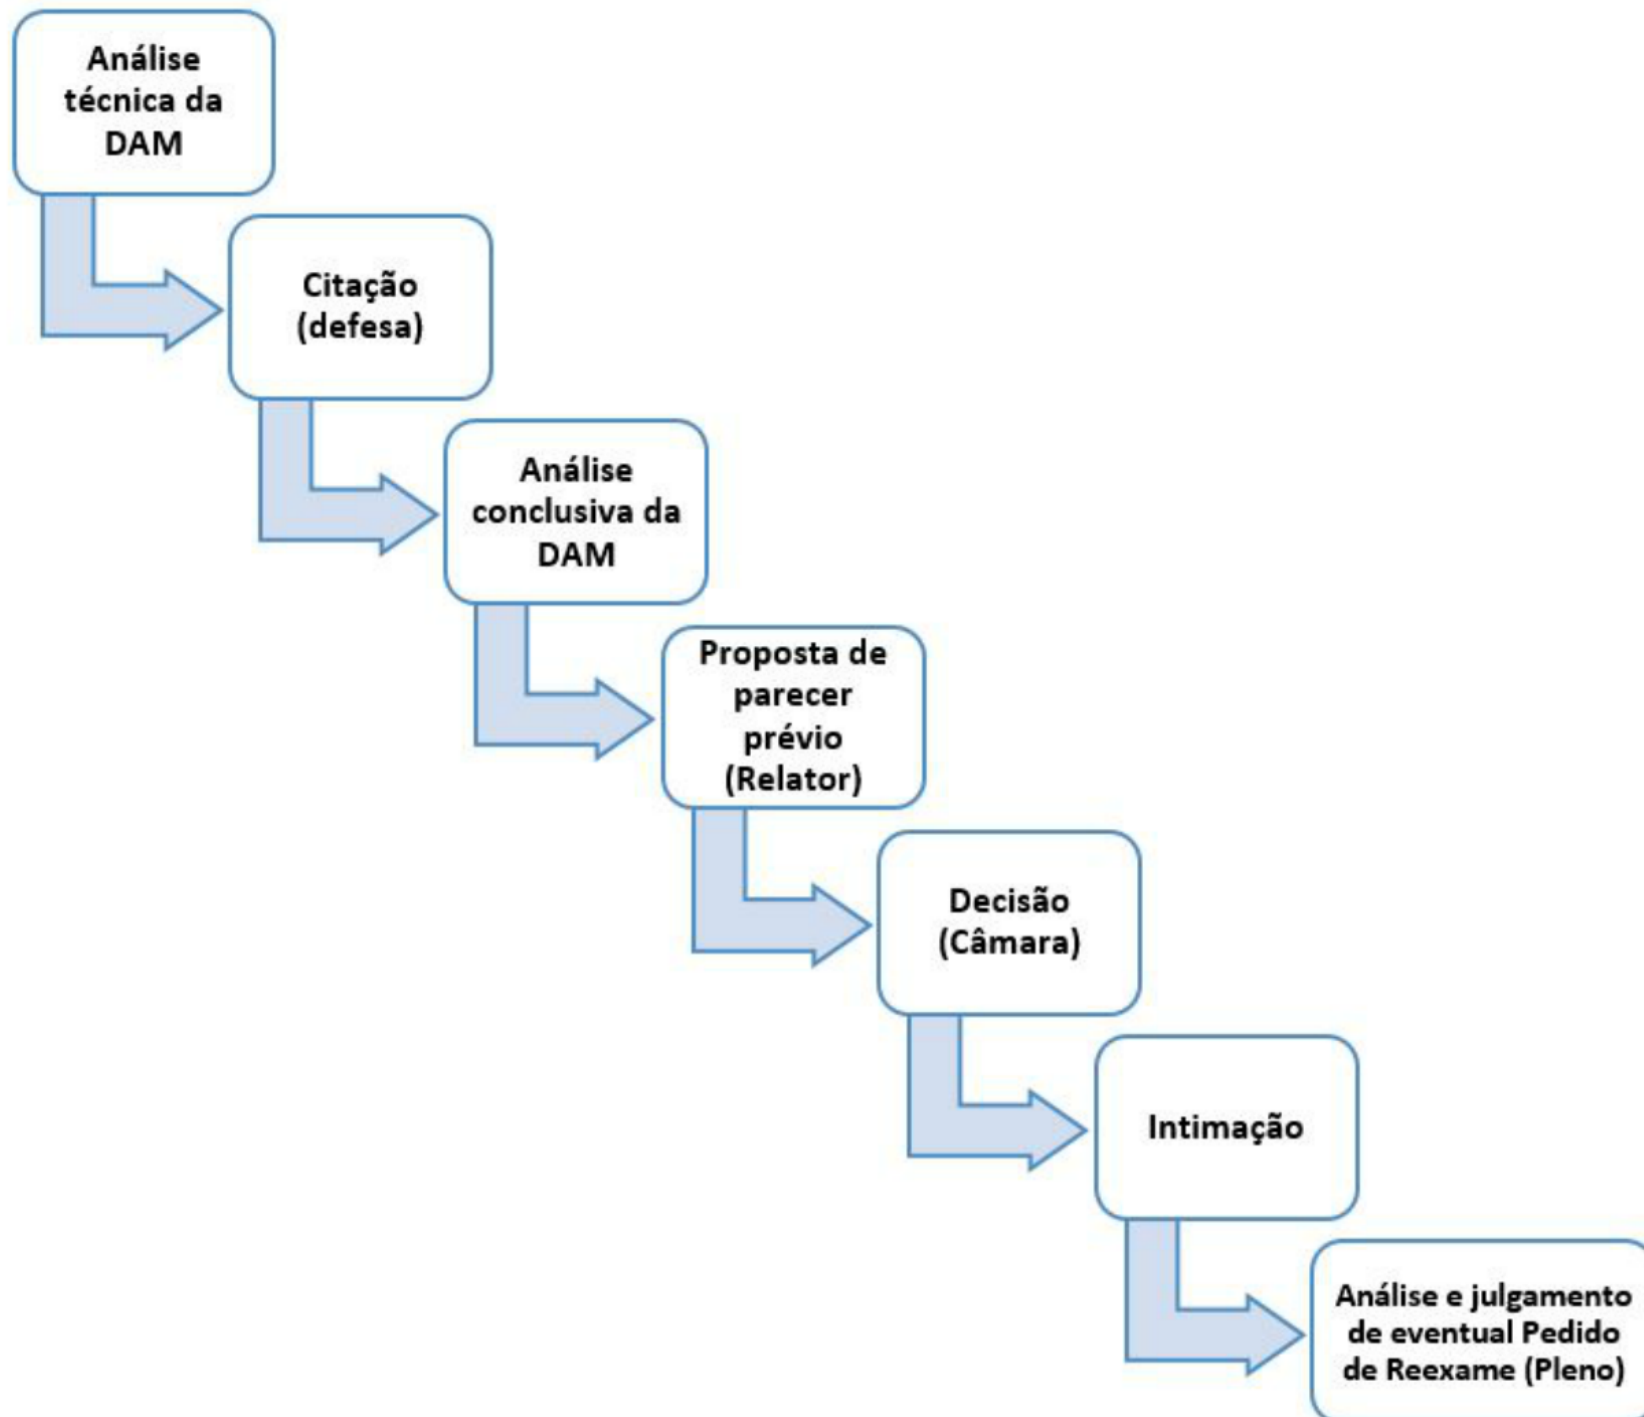 Análise
técnica da
DAM
Citação
(defesa)
Análise
conclusiva da
DAM
Proposta de
parecer
prévio
(Relator)
Decisão
(Câmara)
Intimação
Análise e julgamento
de eventual Pedido
de Reexame (Pleno)